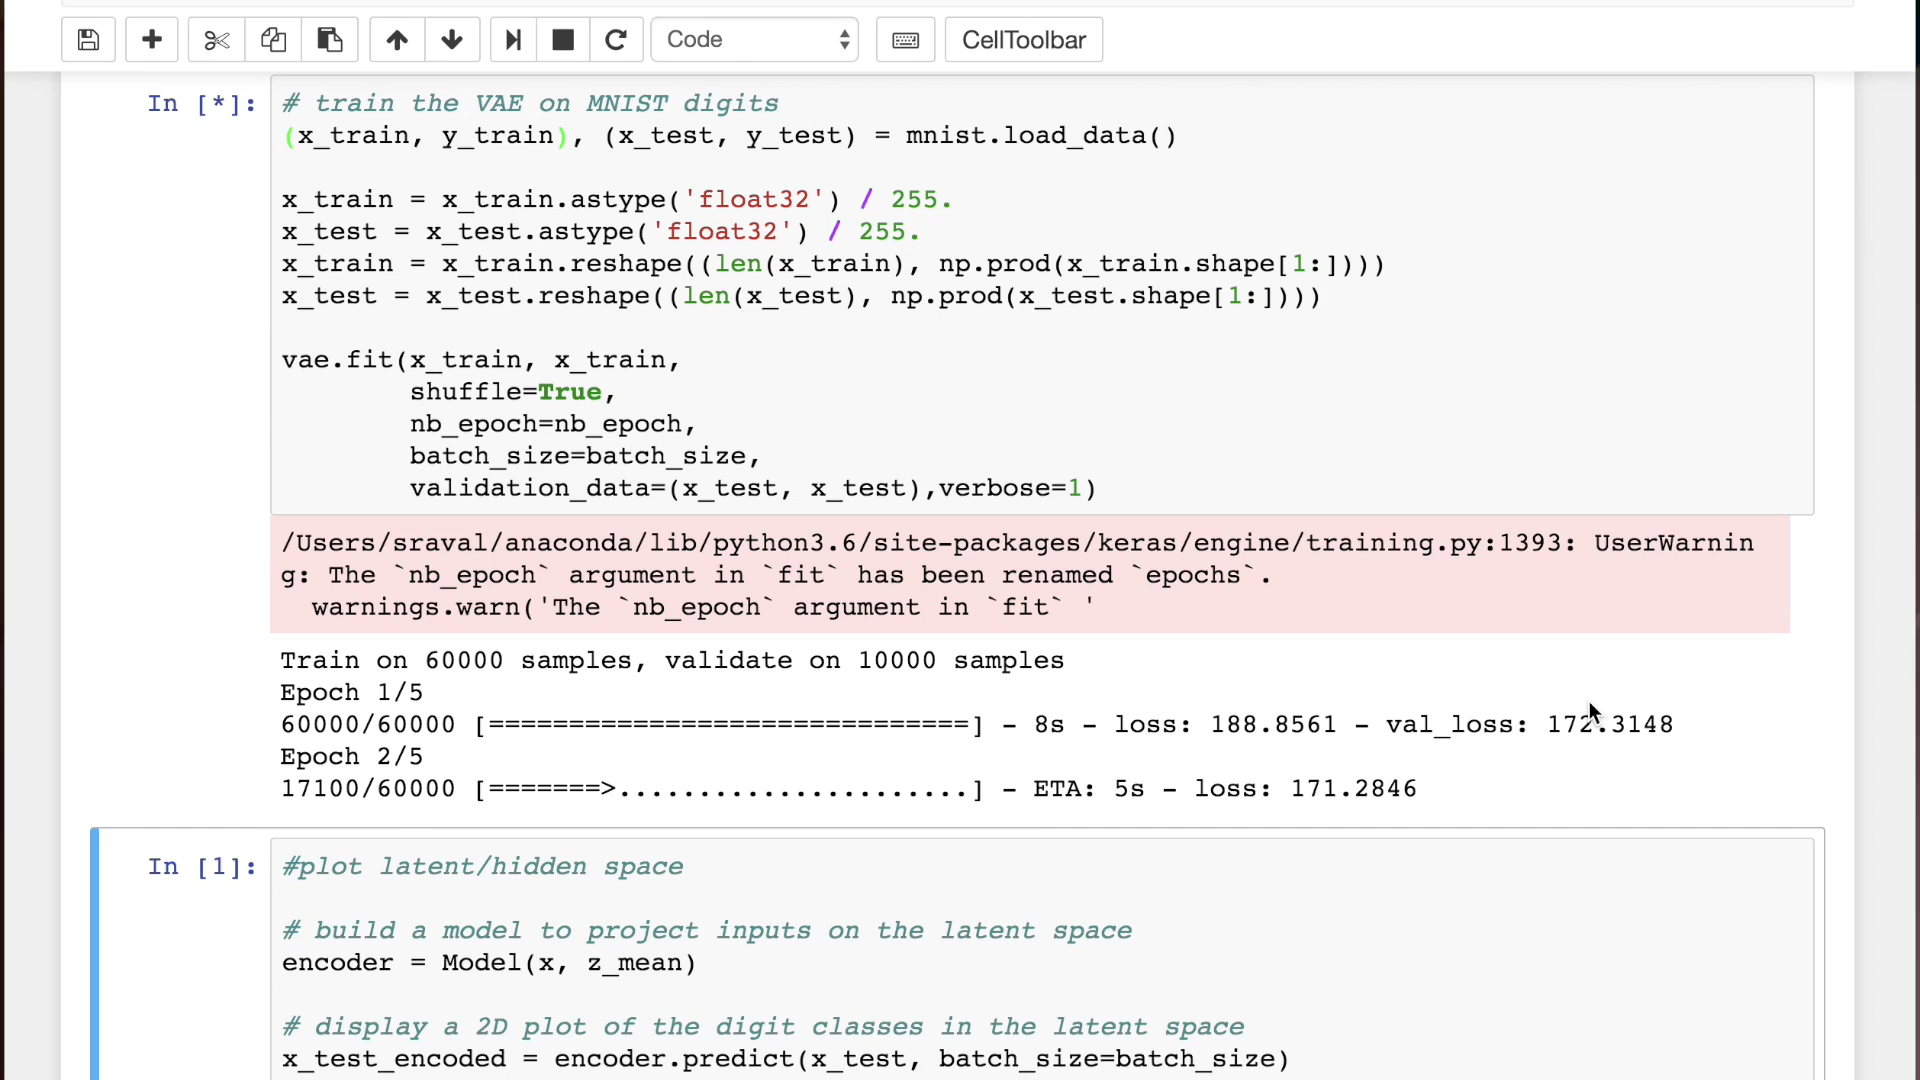 Code
CellToolbar
In [*]:
# train the VAE on MNIST digits
(x_train, y_train), (x_test, y_test) = mnist.load_data()
x_train = x_train.astype('float32') / 255.
x_test = x_test.astype('float32') / 255.
x_train = x_train.reshape((len(x_train), np.prod(x_train.shape[1:])))
x_test = x_test.reshape((len(x_test), np.prod(x_test.shape[1:])))
vae.fit(x_train, x_train,
        shuffle=True,
        nb_epoch=nb_epoch,
        batch_size=batch_size,
        validation_data=(x_test, x_test),verbose=1)
/Users/sraval/anaconda/lib/python3.6/site-packages/keras/engine/training.py:1393: UserWarnin
g: The `nb_epoch` argument in `fit` has been renamed `epochs`.
  warnings.warn('The `nb_epoch` argument in `fit` '
Train on 60000 samples, validate on 10000 samples
Epoch 1/5
60000/60000 [==============================] - 8s - loss: 188.8561 - val_loss: 172.3148
Epoch 2/5
17100/60000 [=======>......................] - ETA: 5s - loss: 171.2846
In [1]:
#plot latent/hidden space
# build a model to project inputs on the latent space
encoder = Model(x, z_mean)
# display a 2D plot of the digit classes in the latent space
x_test_encoded = encoder.predict(x_test, batch_size=batch_size)